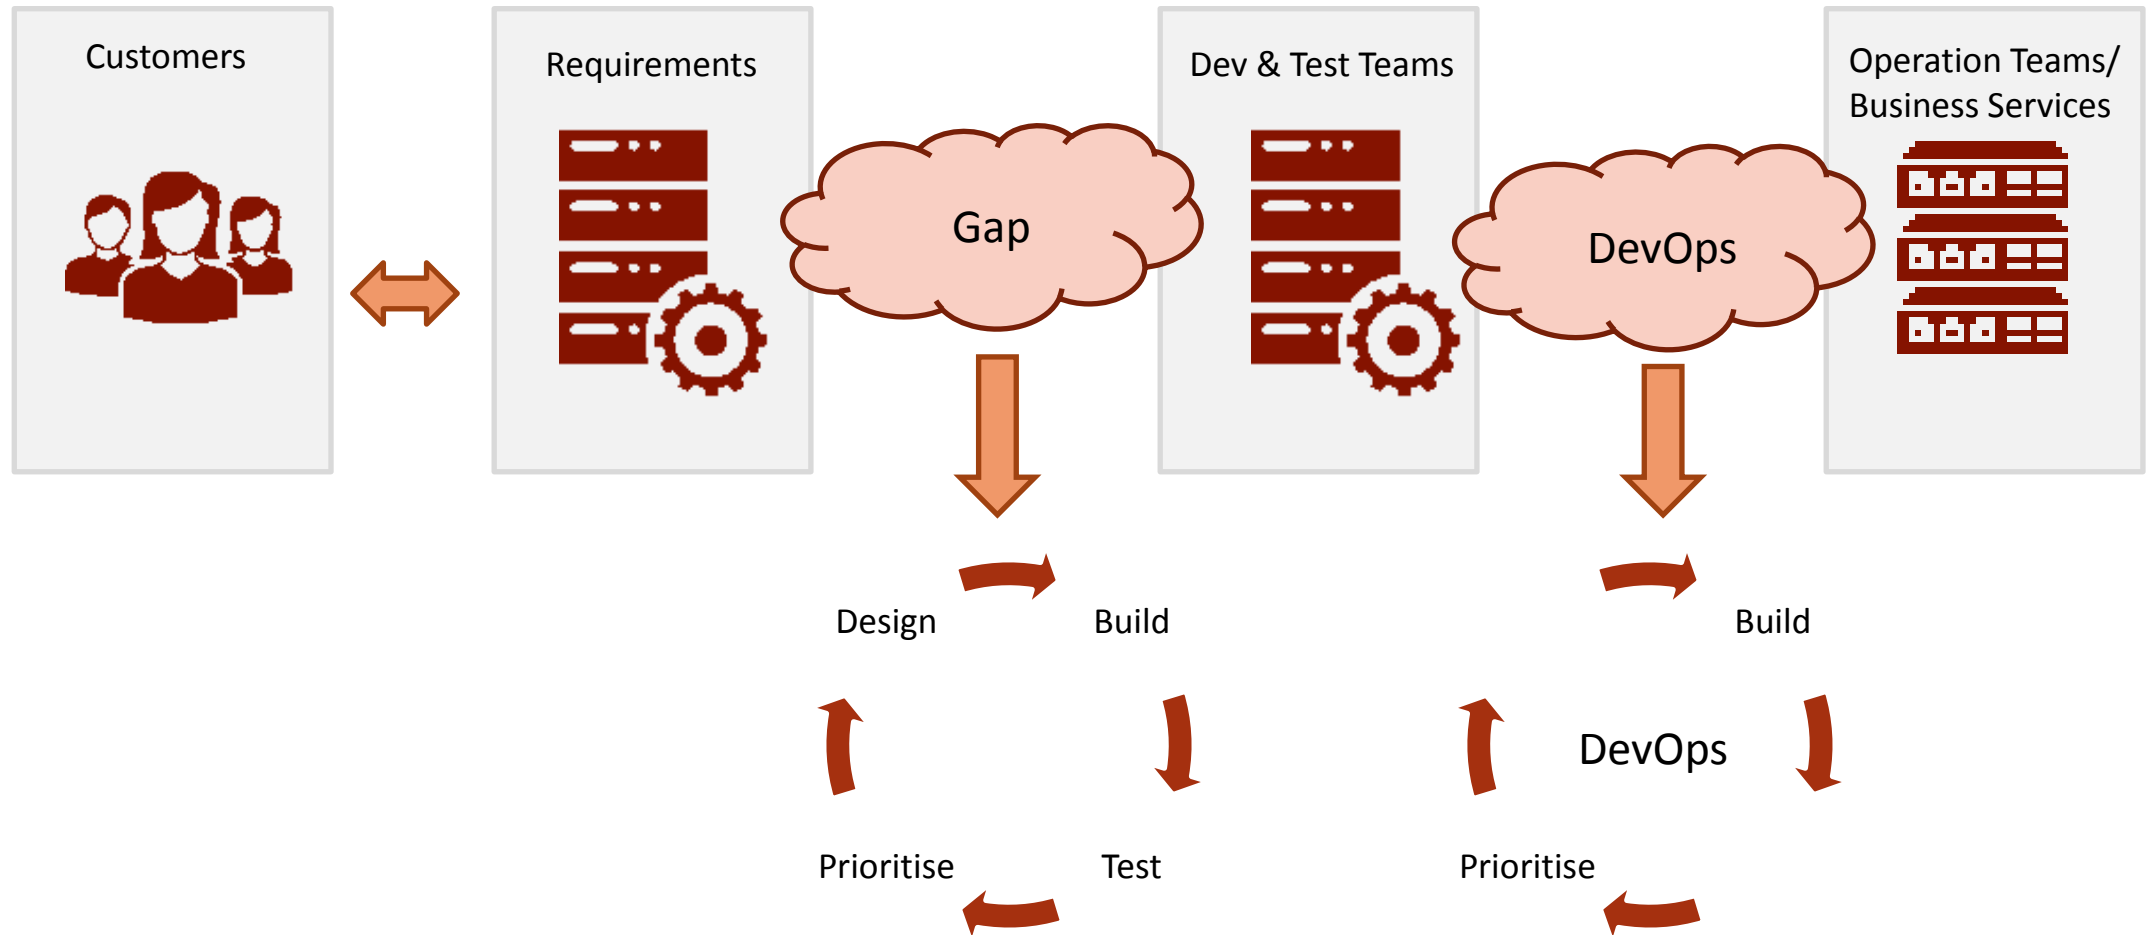 Customers
Requirements
Dev & Test Teams
Operation Teams/
Business Services
Gap
DevOps
Design
Build
Build
DevOps
Prioritise
Test
Prioritise